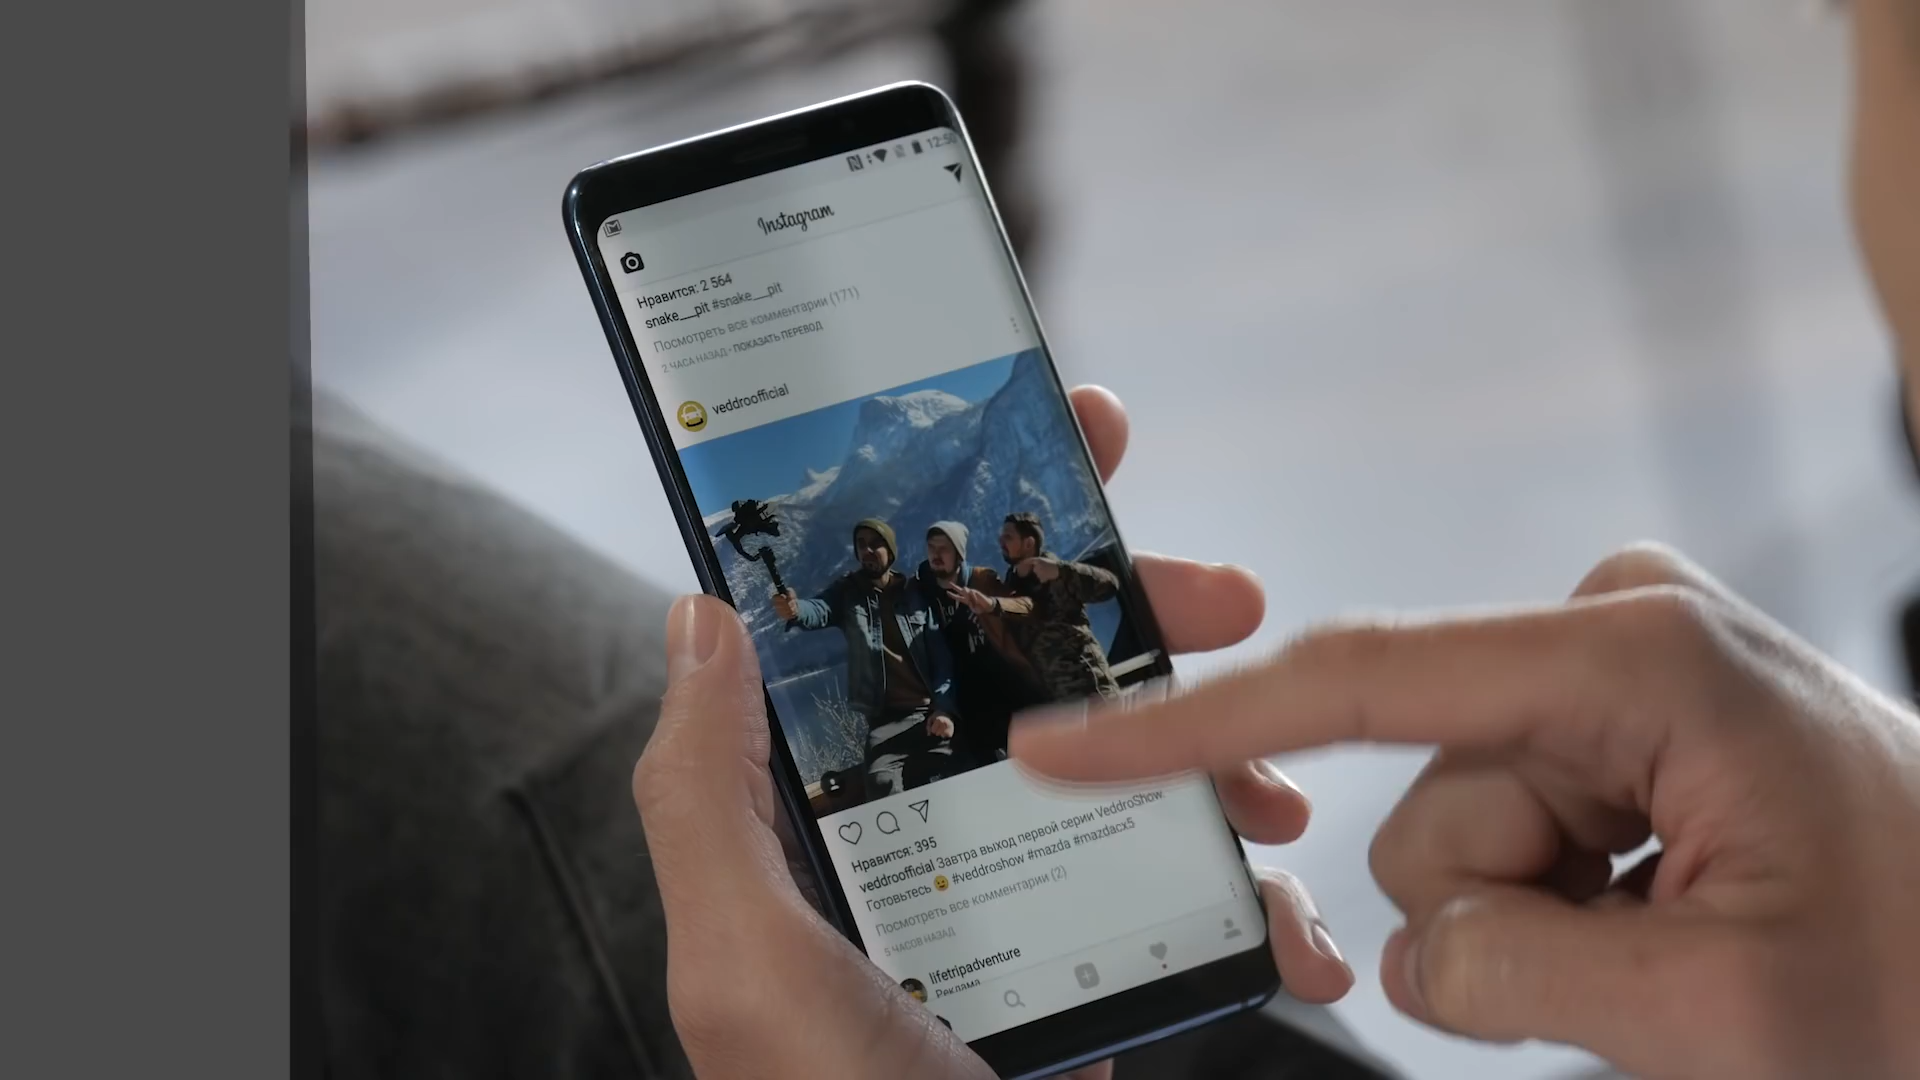 12:50
Instagram
Нравится: 2 564
snake__pit #snake__pit
Посмотреть все комментарии (171)
2 ЧАСА НАЗАД · ПОКАЗАТЬ ПЕРЕВОД
veddroofficial
Нравится: 395
veddroofficial Завтра выход первой серии VeddroShow.
Готовьтесь 😉 #veddroshow #mazda #mazdacx5
Посмотреть все комментарии (2)
5 ЧАСОВ НАЗАД
lifetripadventure
Реклама